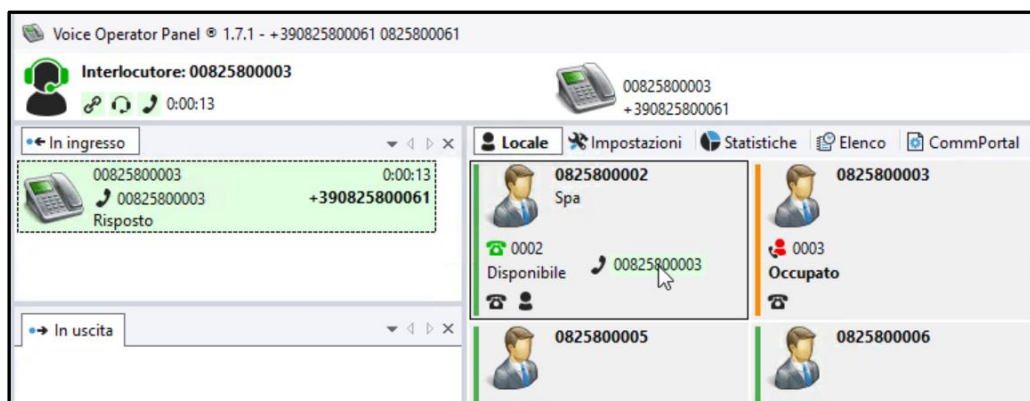 Voice Operator Panel ® 1.7.1 - +390825800061 0825800061
Interlocutore: 00825800003
0:00:13
00825800003
+390825800061
In ingresso
00825800003 0:00:13
00825800003 +390825800061
Risposto
In uscita
Locale Impostazioni Statistiche Elenco CommPortal
0825800002
Spa
0002
Disponibile
00825800003
0825800003
0003
Occupato
0825800005
0825800006